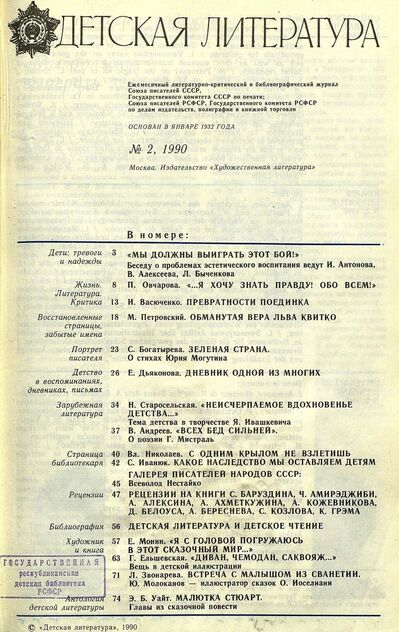 ДЕТСКАЯ ЛИТЕРАТУРА
Ежемесячный литературно-критический и библиографический журнал
Союза писателей СССР,
Государственного комитета СССР по печати;
Союза писателей РСФСР, Государственного комитета РСФСР
по делам издательств, полиграфии и книжной торговли
ОСНОВАН В ЯНВАРЕ 1932 ГОДА
№ 2, 1990
Москва. Издательство «Художественная литература»
В номере:
Дети: тревоги 3 «МЫ ДОЛЖНЫ ВЫИГРАТЬ ЭТОТ БОЙ!»
и надежды Беседу о проблемах эстетического воспитания ведут И. Антонова,
В. Алексеева, Л. Быченкова
Жизнь. 8 П. Овчарова. «...Я ХОЧУ ЗНАТЬ ПРАВДУ! ОБО ВСЕМ!»
Литература.
Критика 13 И. Васюченко. ПРЕВРАТНОСТИ ПОЕДИНКА
Восстановленные 18 М. Петровский. ОБМАНУТАЯ ВЕРА ЛЬВА КВИТКО
страницы,
забытые имена
Портрет 23 С. Богатырева. ЗЕЛЕНАЯ СТРАНА.
писателя О стихах Юрия Могутина
Детство 26 Е. Дьяконова. ДНЕВНИК ОДНОЙ ИЗ МНОГИХ
в воспоминаниях,
дневниках, письмах
Зарубежная 34 Н. Старосельская. «НЕИСЧЕРПАЕМОЕ ВДОХНОВЕНЬЕ
литература ДЕТСТВА...»
Тема детства в творчестве Я. Ивашкевича
37 В. Андреев. «ВСЕХ БЕД СИЛЬНЕЙ».
О поэзии Г. Мистраль
Страница 40 Вл. Николаев. С ОДНИМ КРЫЛОМ НЕ ВЗЛЕТИШЬ
библиотекаря 42 С. Иванюк. КАКОЕ НАСЛЕДСТВО МЫ ОСТАВЛЯЕМ ДЕТЯМ
ГАЛЕРЕЯ ПИСАТЕЛЕЙ НАРОДОВ СССР:
45 Всеволод Нестайко
Рецензии 47 РЕЦЕНЗИИ НА КНИГИ С. БАРУЗДИНА, Ч. АМИРЭДЖИБИ,
А. АЛЕКСИНА, А. АХМЕТКУЖИНА, А. КОЖЕВНИКОВА,
Д. БЕЛОУСА, А. БЕРЕСНЕВА, С. КОЗЛОВА, К. ГРЭМА
Библиография 56 ДЕТСКАЯ ЛИТЕРАТУРА И ДЕТСКОЕ ЧТЕНИЕ
Художник 57 Е. Монин. «Я С ГОЛОВОЙ ПОГРУЖАЮСЬ
и книга В ЭТОТ СКАЗОЧНЫЙ МИР...»
63 Г. Ельшевская. «ДИВАН, ЧЕМОДАН, САКВОЯЖ...»
Вещь в детской иллюстрации
71 Л. Звонарева. ВСТРЕЧА С МАЛЫШОМ ИЗ СВАНЕТИИ.
Ю. Молоканов — иллюстратор сказок О. Иоселиани
ГОСУДАРСТВЕННАЯ
республиканская
детская библиотека
РСФСР
Антология 74 Э. Б. Уайт. МАЛЮТКА СТЮАРТ.
детской литературы Главы из сказочной повести
© «Детская литература», 1990